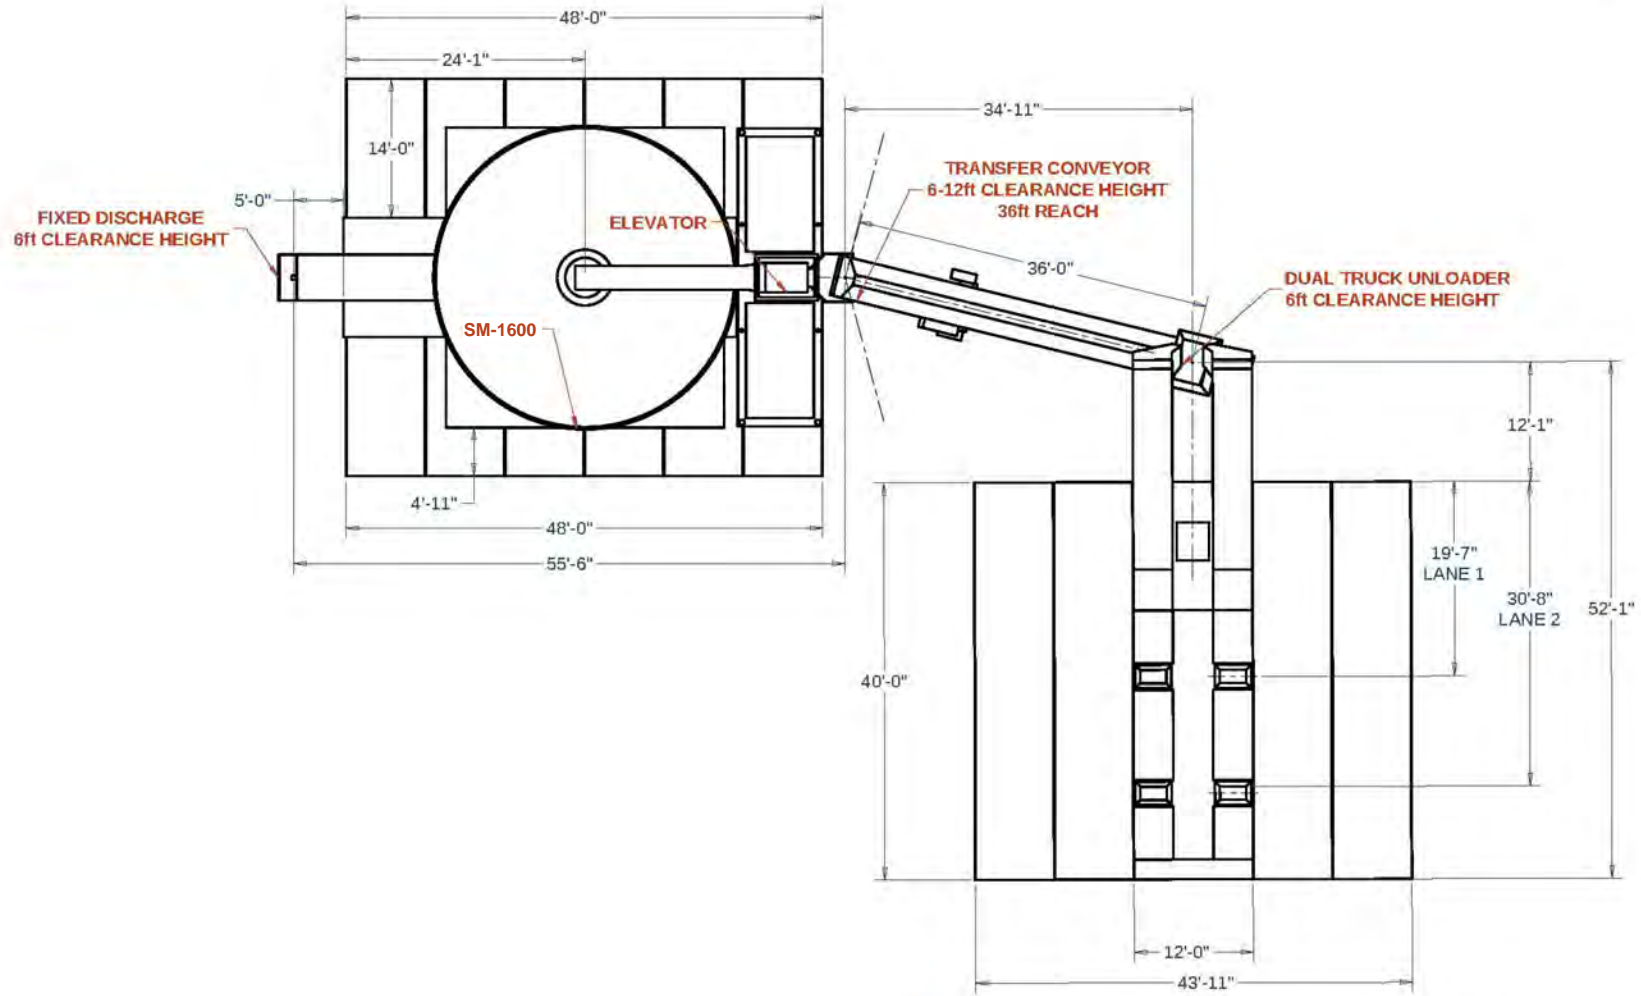 48'-0"
24'-1"
34'-11"
14'-0"
TRANSFER CONVEYOR
6-12ft CLEARANCE HEIGHT
36ft REACH
5'-0"
FIXED DISCHARGE
6ft CLEARANCE HEIGHT
ELEVATOR
36'-0"
DUAL TRUCK UNLOADER
6ft CLEARANCE HEIGHT
SM-1600
12'-1"
4'-11"
48'-0"
55'-6"
19'-7"
LANE 1
30'-8"
LANE 2
52'-1"
40'-0"
12'-0"
43'-11"